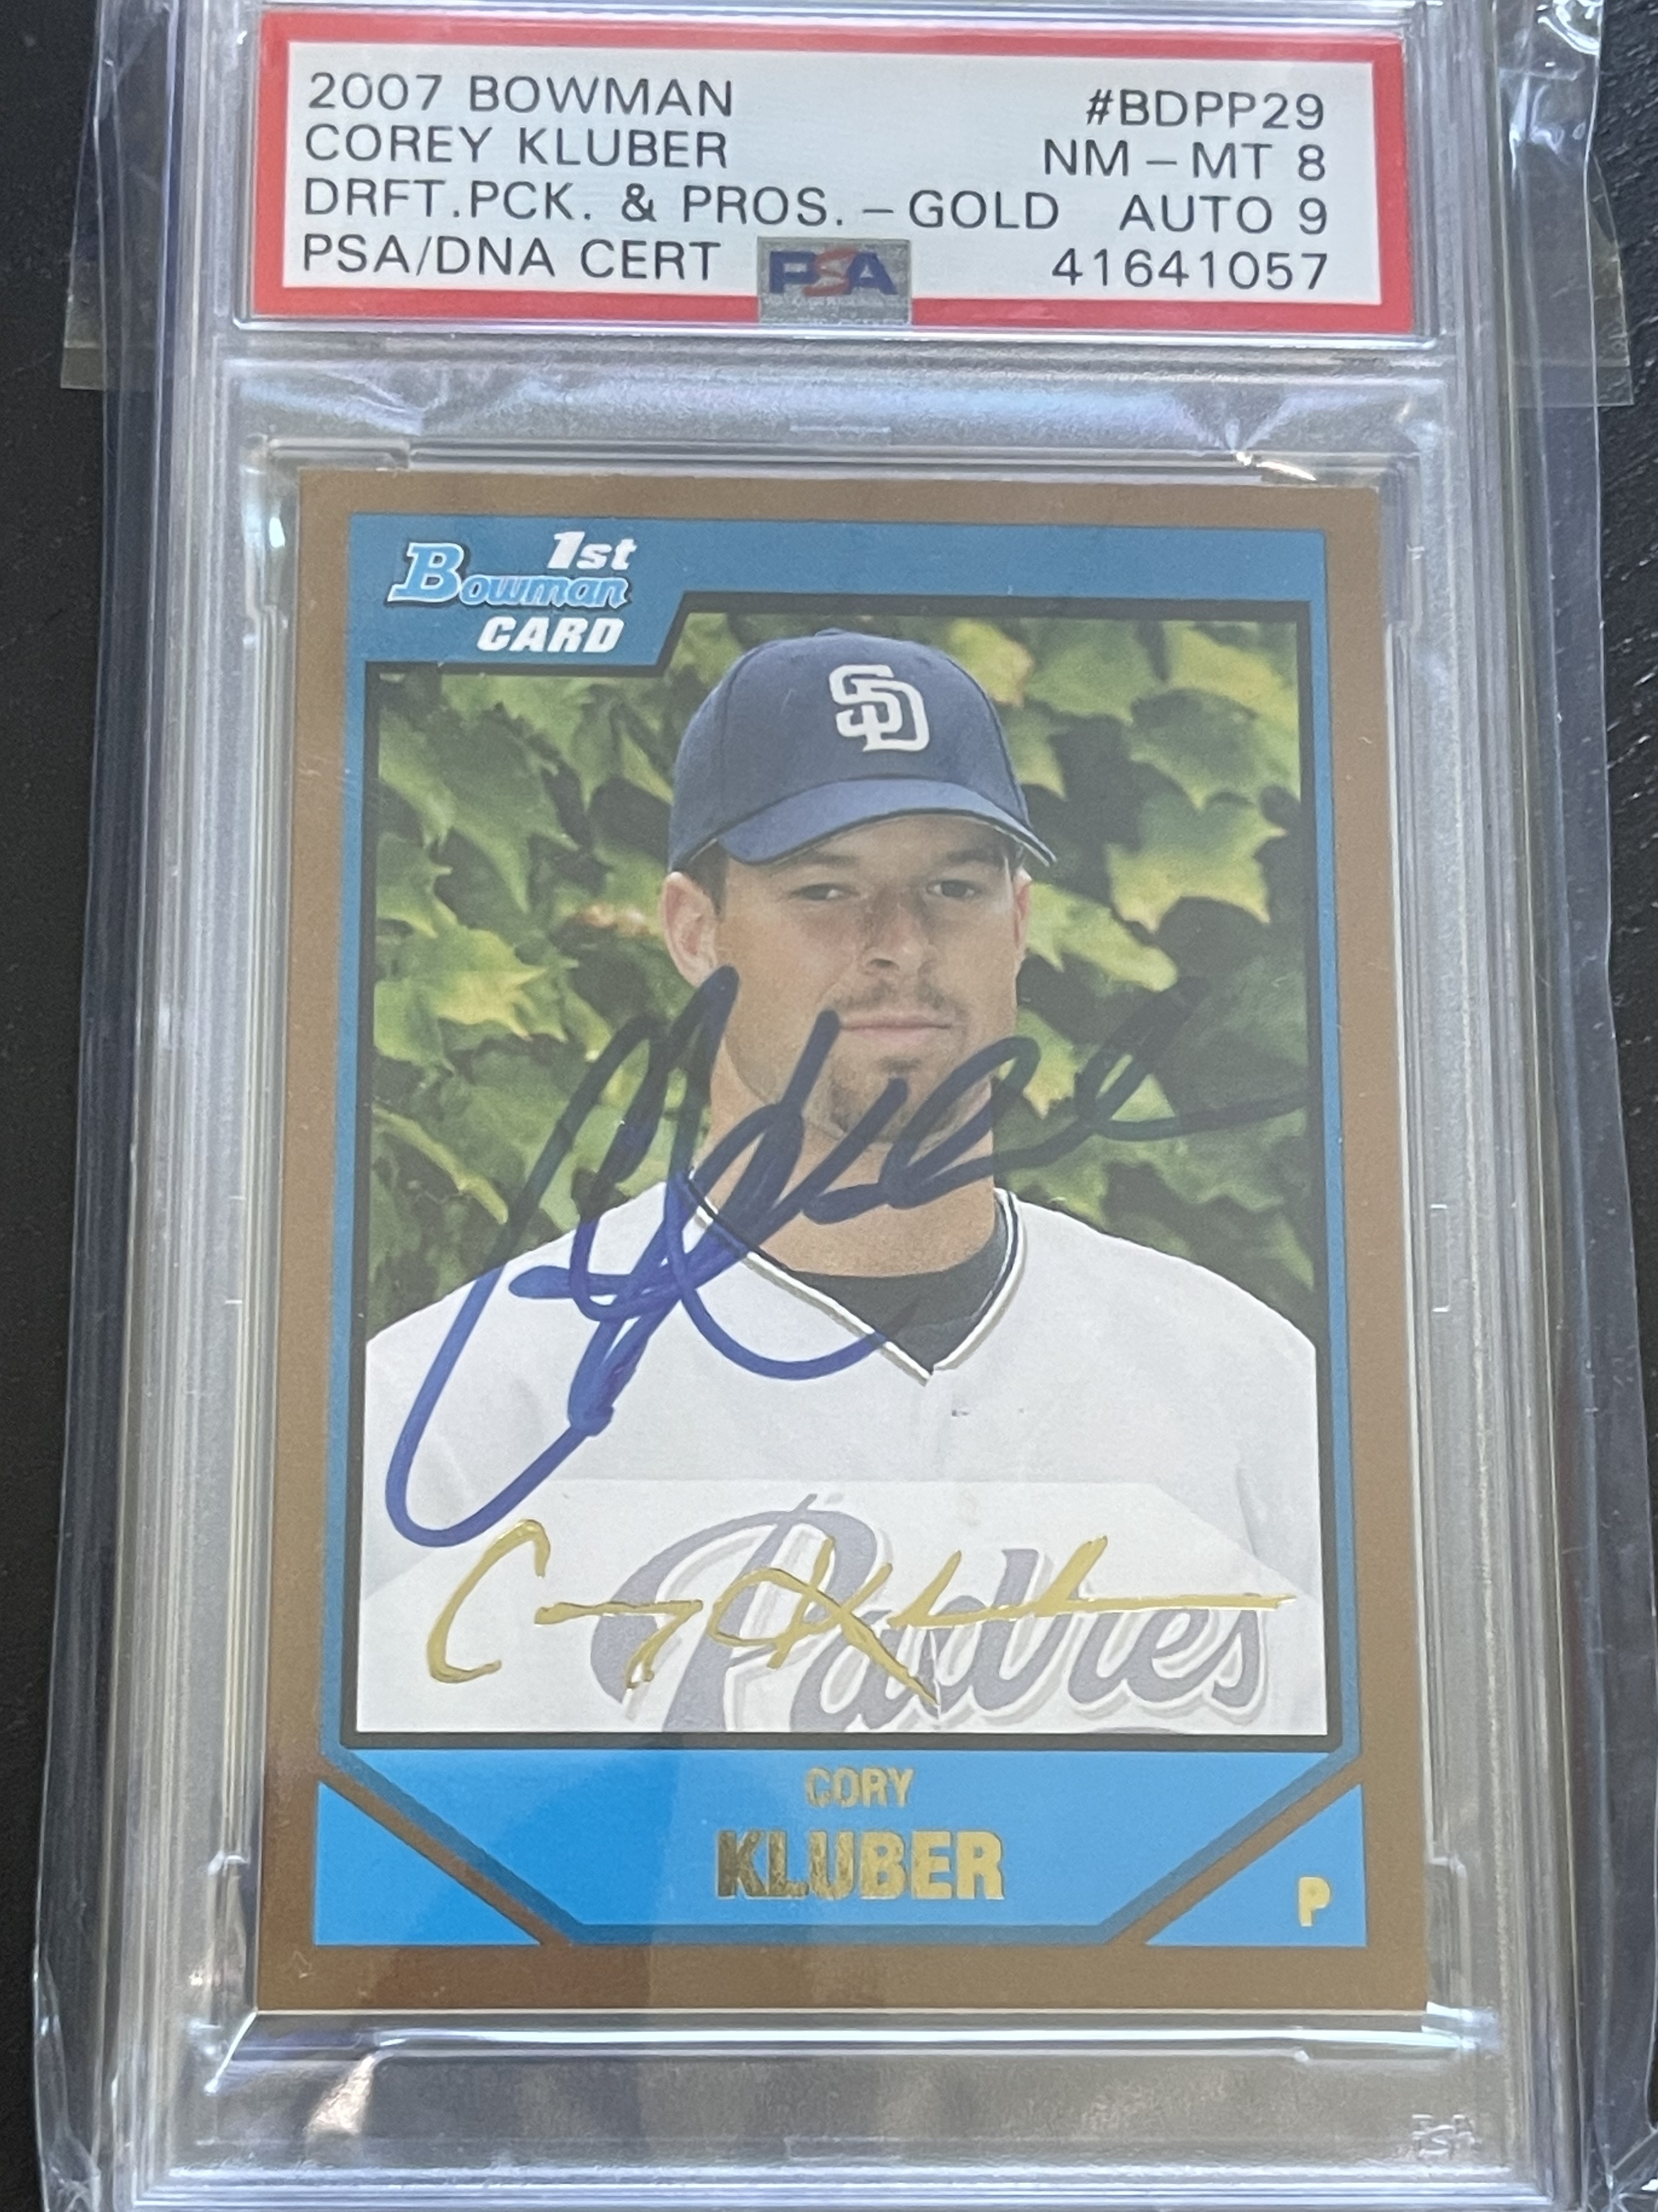 2007 BOWMAN #BDPP29
COREY KLUBER NM-MT 8
DRFT.PCK. & PROS.-GOLD AUTO 9
PSA/DNA CERT PSA 41641057
1st
Bowman
CARD
SD
Padres
CORY
KLUBER
P